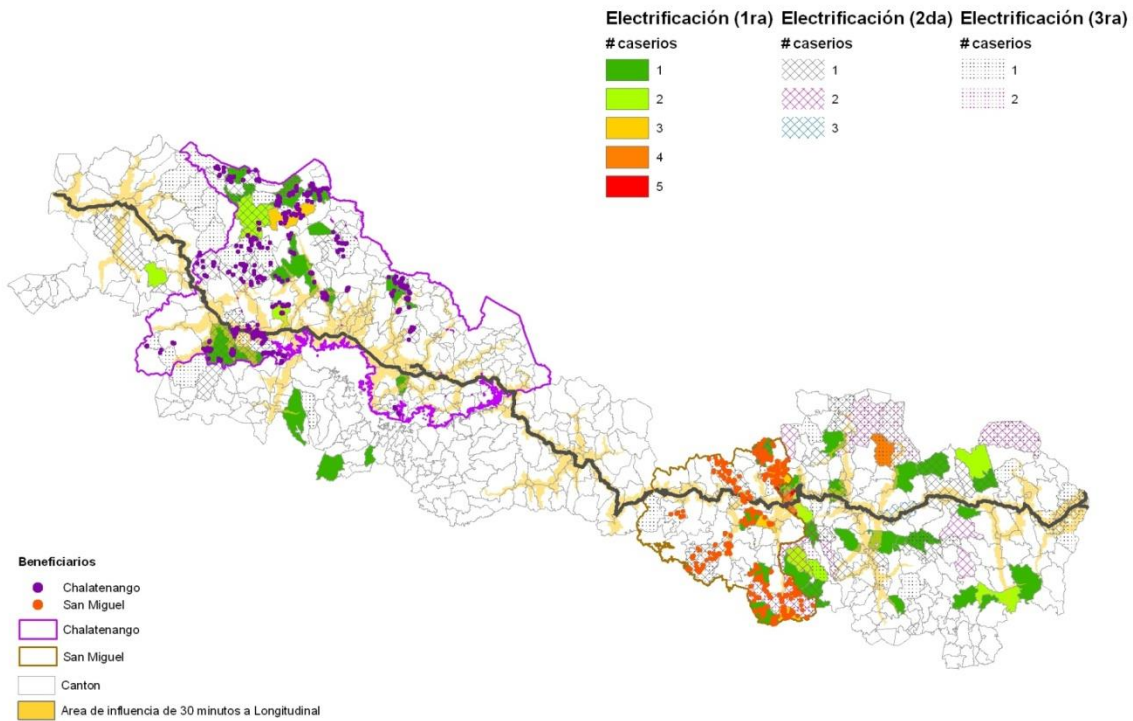 Electrificación (1ra) Electrificación (2da) Electrificación (3ra)
# caserios # caserios # caserios
1 1 1
2 2 2
3 3
4
5
Beneficiarios
Chalatenango
San Miguel
Chalatenango
San Miguel
Canton
Area de influencia de 30 minutos a Longitudinal